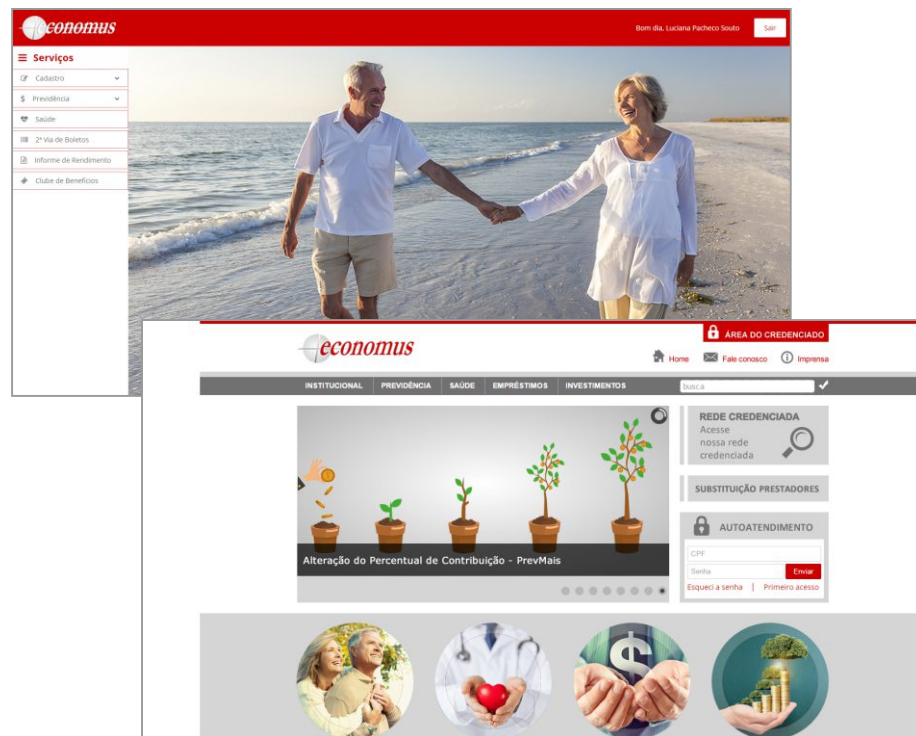 economus
Bom dia, Luciana Pacheco Souto
Sair
Serviços
Cadastro
$ Previdência
Saúde
2ª Via de Boletos
Informe de Rendimento
Clube de Benefícios
economus
ÁREA DO CREDENCIADO
Home
Fale conosco
Imprensa
INSTITUCIONAL
PREVIDÊNCIA
SAÚDE
EMPRÉSTIMOS
INVESTIMENTOS
busca
REDE CREDENCIADA
Acesse
nossa rede
credenciada
SUBSTITUIÇÃO PRESTADORES
AUTOATENDIMENTO
CPF
Senha
Enviar
Esqueci a senha | Primeiro acesso
Alteração do Percentual de Contribuição - PrevMais
$